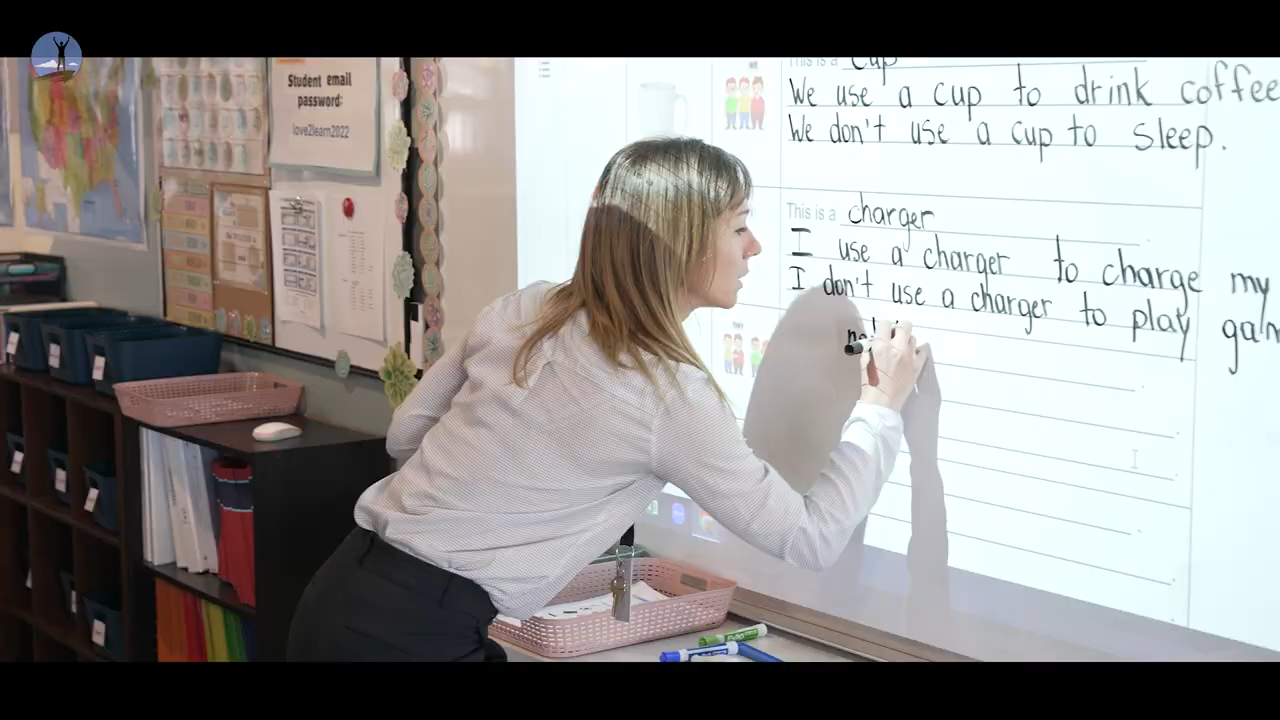 Student email
password:
love2learn2022
This is a cup
We use a cup to drink coffee
We don't use a cup to sleep.
This is a charger
I use a charger to charge my
I don't use a charger to play